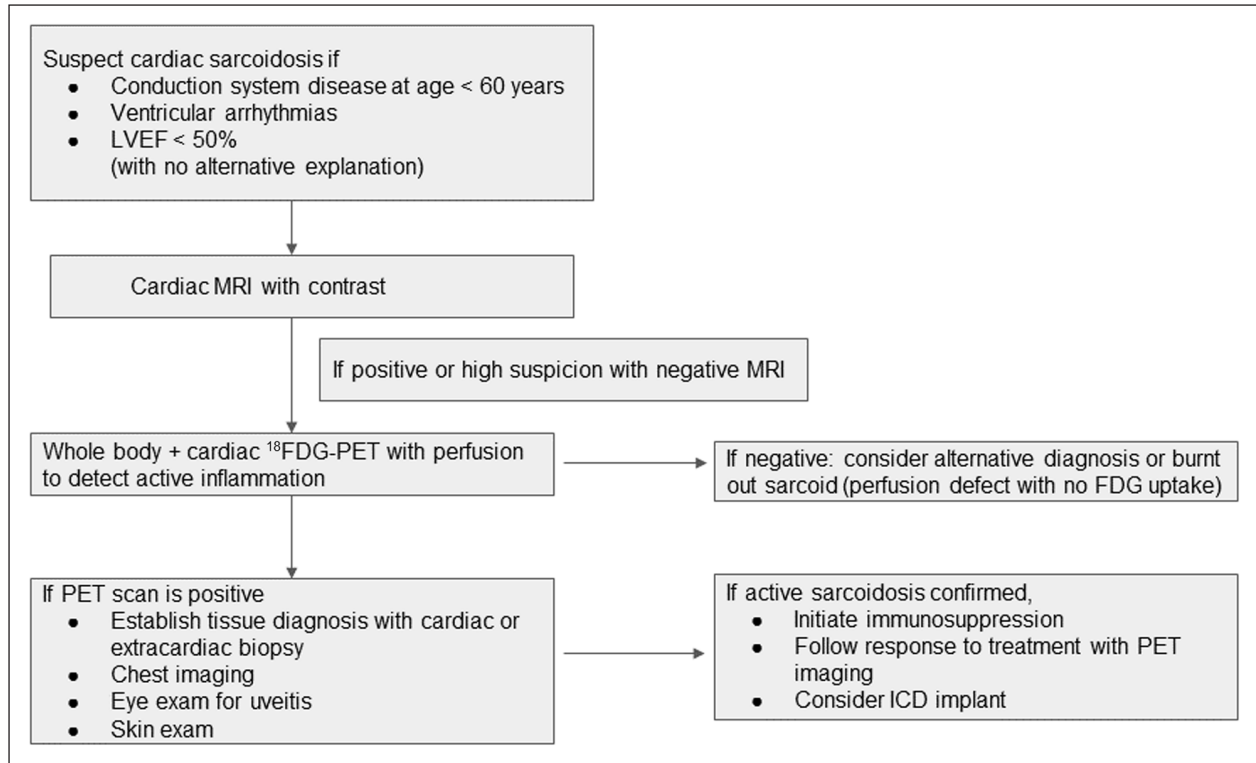 Suspect cardiac sarcoidosis if
● Conduction system disease at age < 60 years
● Ventricular arrhythmias
● LVEF < 50%
(with no alternative explanation)
Cardiac MRI with contrast
If positive or high suspicion with negative MRI
Whole body + cardiac ¹⁸FDG-PET with perfusion
to detect active inflammation
If negative: consider alternative diagnosis or burnt
out sarcoid (perfusion defect with no FDG uptake)
If PET scan is positive
● Establish tissue diagnosis with cardiac or
extracardiac biopsy
● Chest imaging
● Eye exam for uveitis
● Skin exam
If active sarcoidosis confirmed,
● Initiate immunosuppression
● Follow response to treatment with PET
imaging
● Consider ICD implant